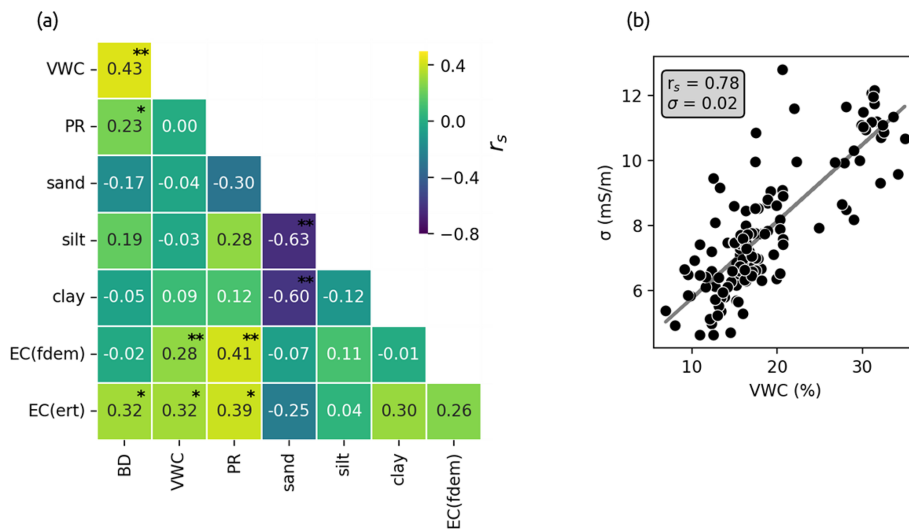 (a)
(b)
VWC
0.43 **
PR
0.23 * 0.00
sand
-0.17 -0.04 -0.30
silt
0.19 -0.03 0.28 -0.63 **
clay
-0.05 0.09 0.12 -0.60 ** -0.12
EC(fdem)
-0.02 0.28 ** 0.41 ** -0.07 0.11 -0.01
EC(ert)
0.32 * 0.32 * 0.39 * -0.25 0.04 0.30 0.26
BD
VWC
PR
sand
silt
clay
EC(fdem)
0.4
0.0
−0.4
−0.8
rs
rs = 0.78
σ = 0.02
12
10
8
6
σ (mS/m)
10 20 30
VWC (%)